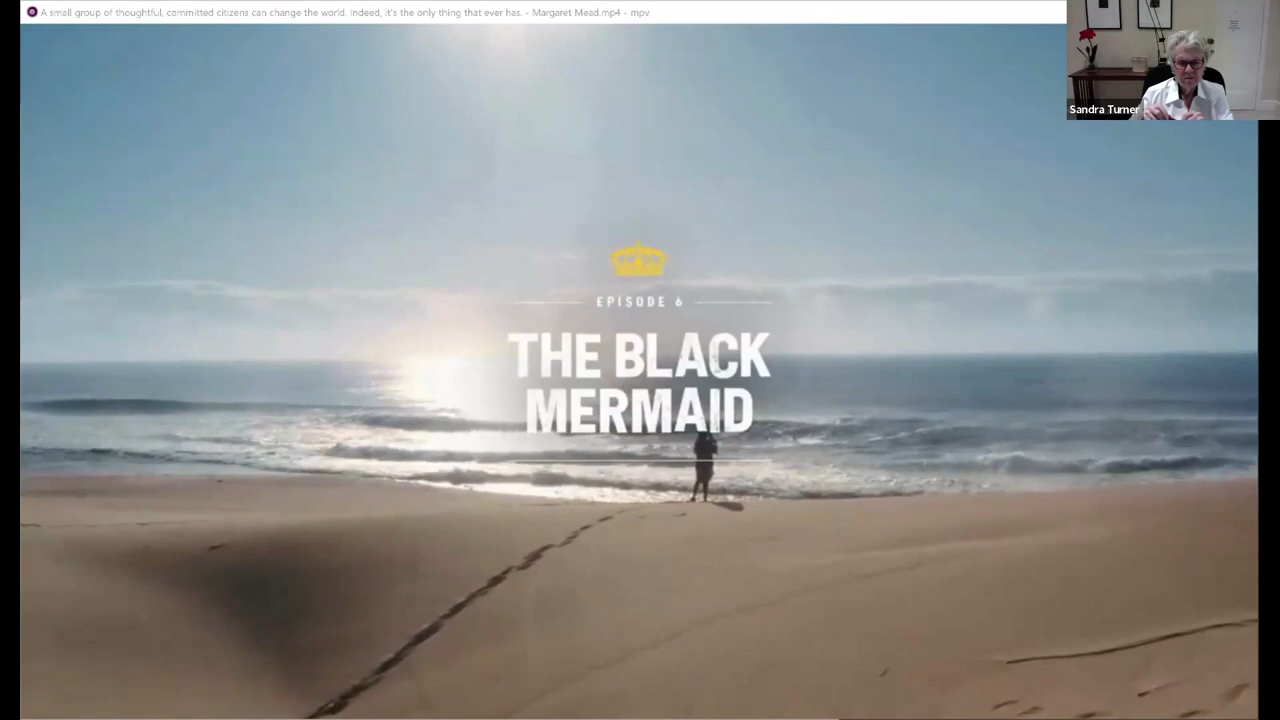 A small group of thoughtful, committed citizens can change the world. Indeed, it's the only thing that ever has. - Margaret Mead.mp4 - mpv
Sandra Turner
EPISODE 6
THE BLACK
MERMAID